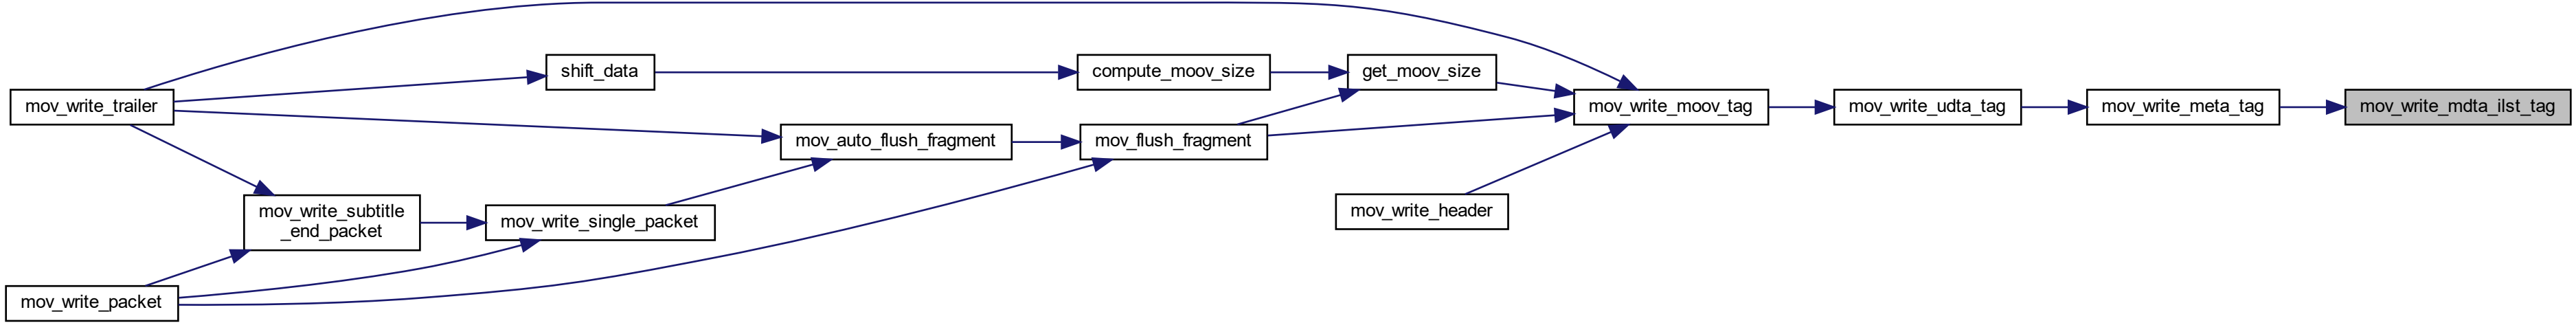 shift_data
compute_moov_size
get_moov_size
mov_write_trailer
mov_write_moov_tag
mov_write_udta_tag
mov_write_meta_tag
mov_write_mdta_ilst_tag
mov_auto_flush_fragment
mov_flush_fragment
mov_write_subtitle
_end_packet
mov_write_single_packet
mov_write_header
mov_write_packet